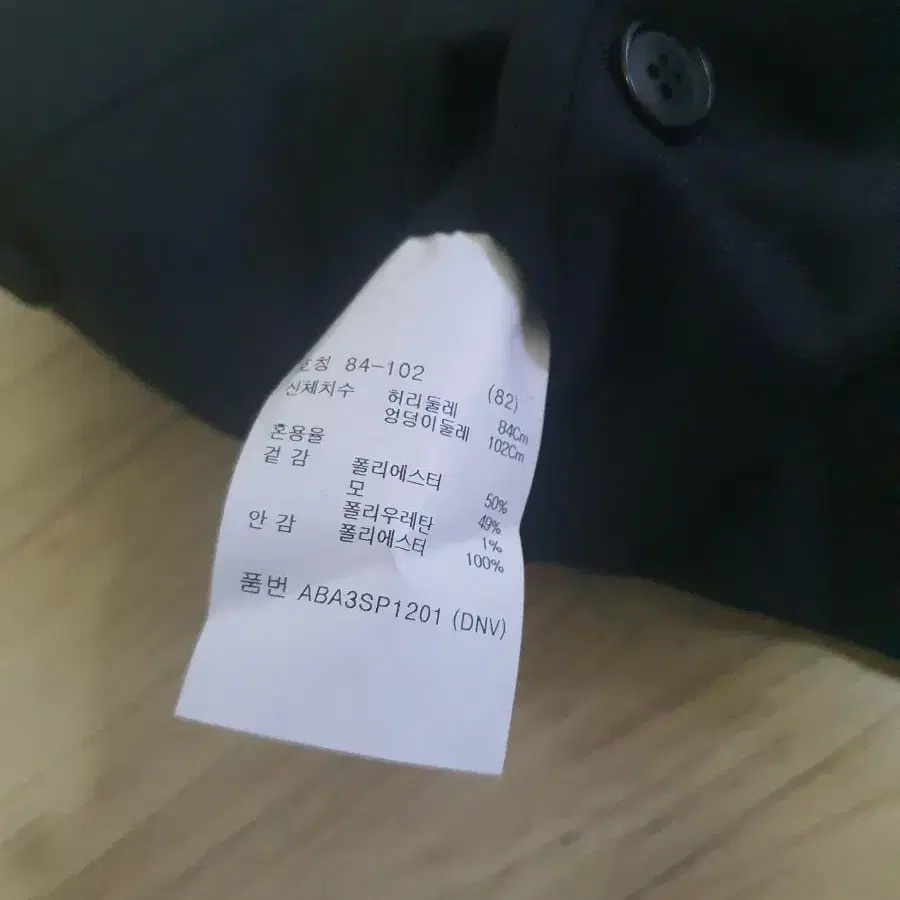 호칭 84-102 (82)
신체치수 허리둘레 84Cm
엉덩이둘레 102Cm
혼용율
겉감 폴리에스터 50%
모 49%
폴리우레탄 1%
안감 폴리에스터 100%
품번 ABA3SP1201 (DNV)